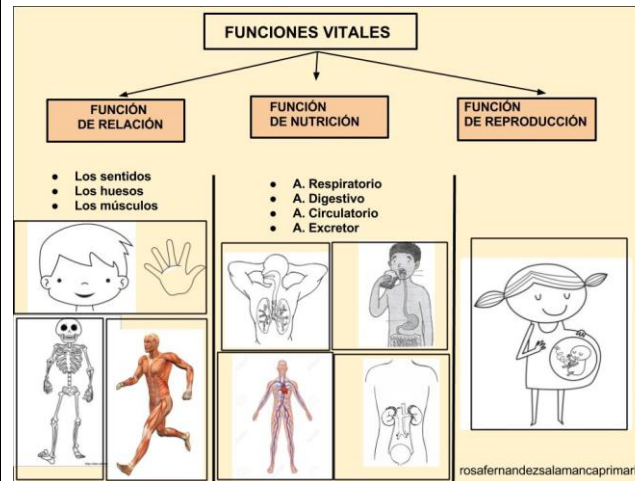 FUNCIONES VITALES
FUNCIÓN
DE RELACIÓN
● Los sentidos
● Los huesos
● Los músculos
FUNCIÓN
DE NUTRICIÓN
● A. Respiratorio
● A. Digestivo
● A. Circulatorio
● A. Excretor
FUNCIÓN
DE REPRODUCCIÓN
rosafernandezsalamancaprimari